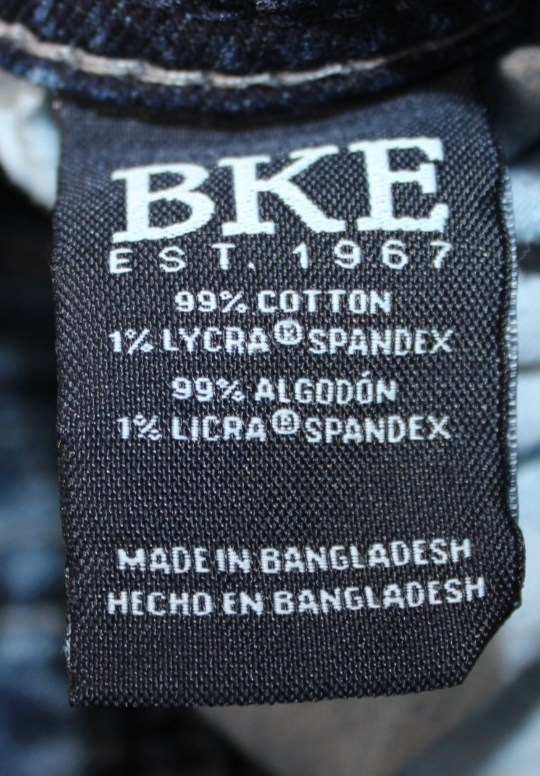 BKE
EST. 1967
99% COTTON
1% LYCRA® SPANDEX
99% ALGODÓN
1% LICRA® SPANDEX
MADE IN BANGLADESH
HECHO EN BANGLADESH